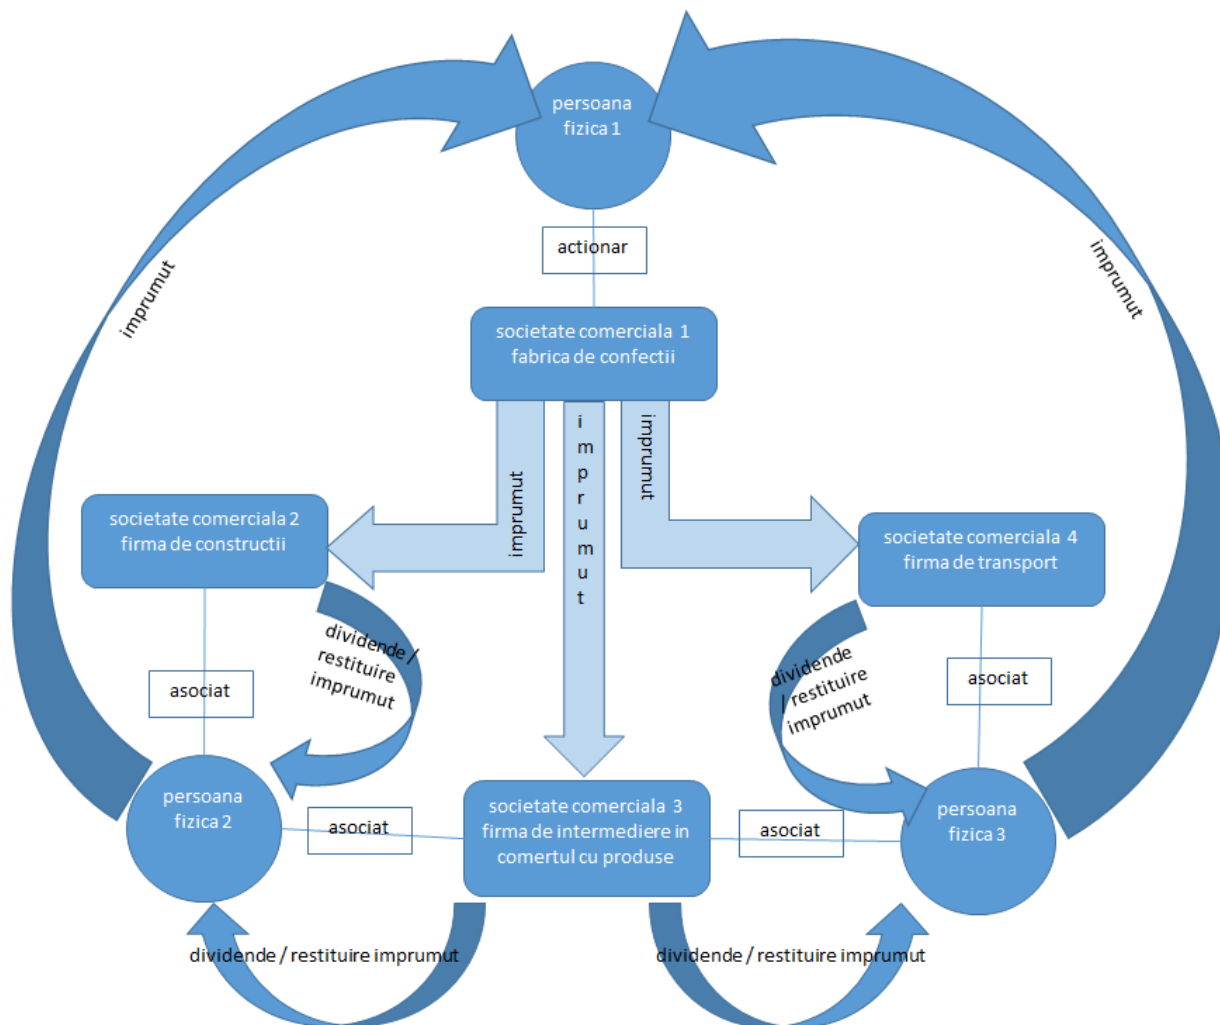 persoana
fizica 1
actionar
imprumut
imprumut
societate comerciala 1
fabrica de confectii
imprumut
imprumut
imprumut
societate comerciala 2
firma de constructii
societate comerciala 4
firma de transport
dividende /
restituire
imprumut
dividende
/ restituire
imprumut
asociat
asociat
persoana
fizica 2
asociat
societate comerciala 3
firma de intermediere in
comertul cu produse
asociat
persoana
fizica 3
dividende / restituire imprumut
dividende / restituire imprumut